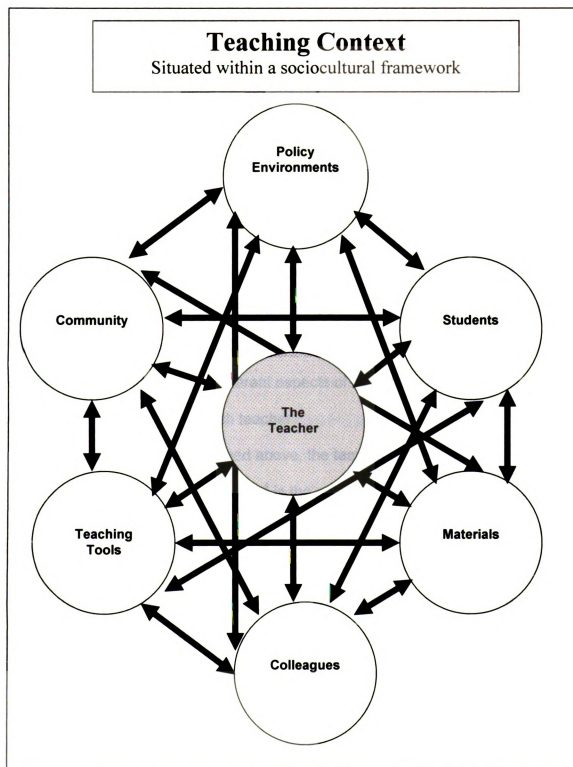 Teaching Context
Situated within a sociocultural framework
Policy
Environments
Community
Students
The
Teacher
Teaching
Tools
Materials
Colleagues